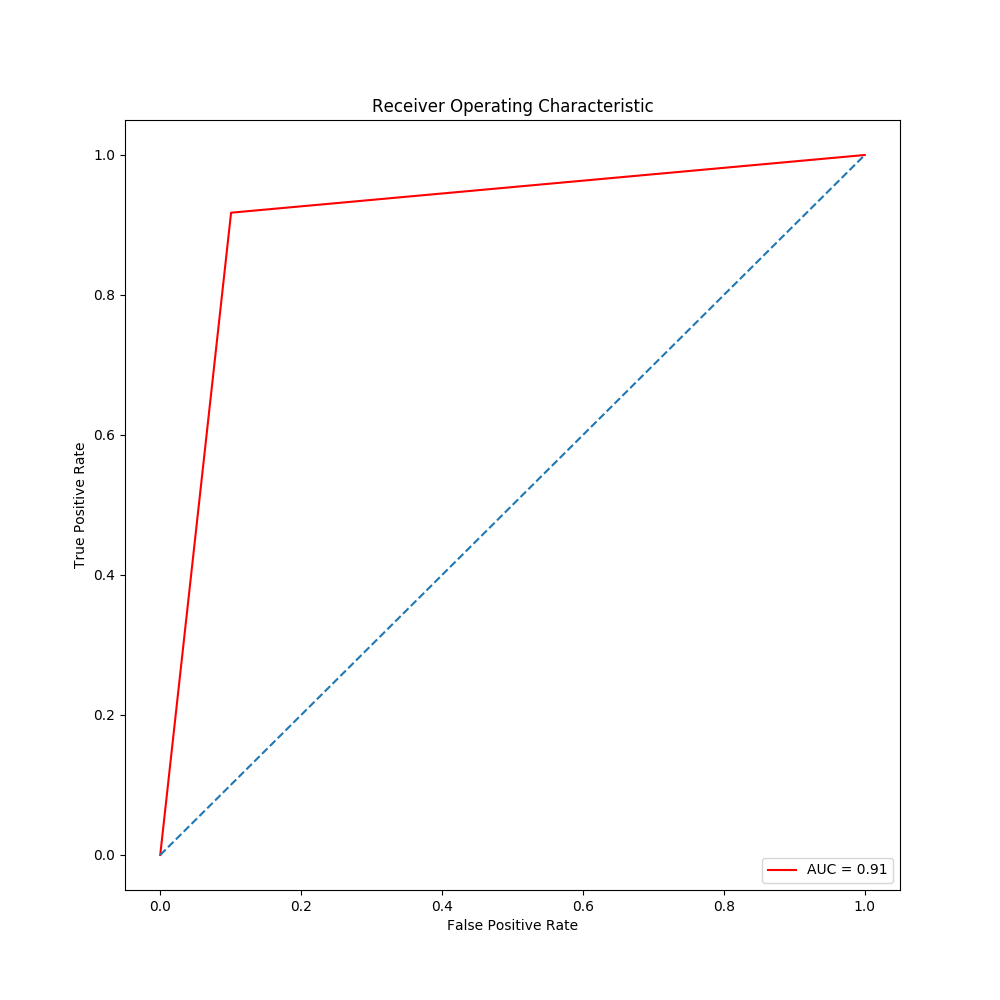 Receiver Operating Characteristic
1.0
0.8
0.6
0.4
0.2
0.0
True Positive Rate
0.0 0.2 0.4 0.6 0.8 1.0
False Positive Rate
AUC = 0.91